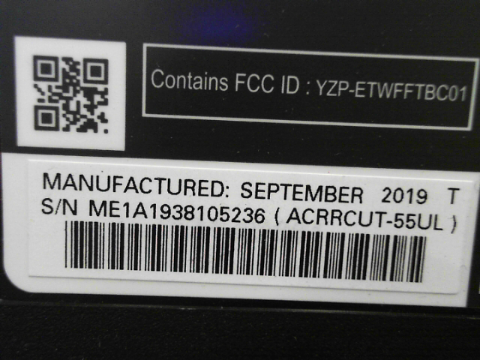 Contains FCC ID : YZP-ETWFFTBC01
MANUFACTURED: SEPTEMBER 2019 T
S/N ME1A1938105236 ( ACRRCUT-55UL )